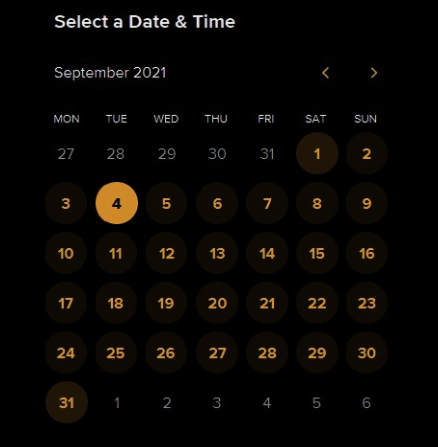 Select a Date & Time
September 2021
MON TUE WED THU FRI SAT SUN
27 28 29 30 31 1 2
3 4 5 6 7 8 9
10 11 12 13 14 15 16
17 18 19 20 21 22 23
24 25 26 27 28 29 30
31 1 2 3 4 5 6